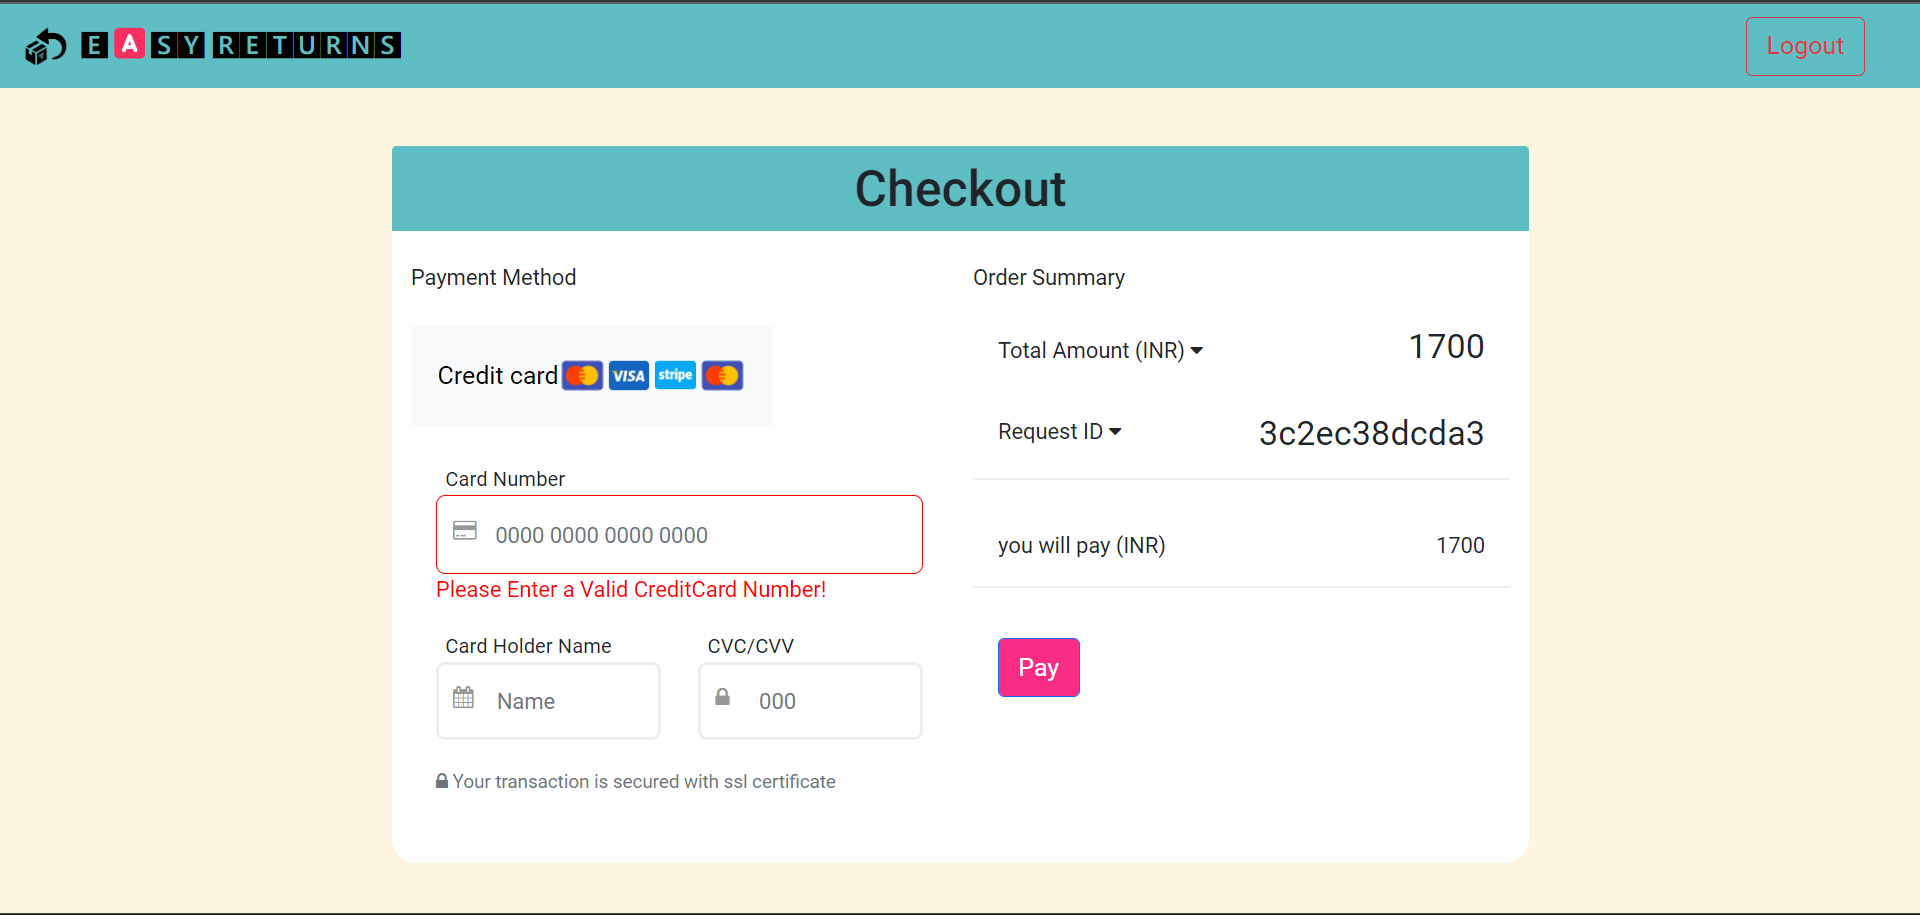 EASY RETURNS
Logout
Checkout
Payment Method
Credit card VISA stripe
Card Number
0000 0000 0000 0000
Please Enter a Valid CreditCard Number!
Card Holder Name
CVC/CVV
Name
000
Your transaction is secured with ssl certificate
Order Summary
Total Amount (INR) 1700
Request ID 3c2ec38dcda3
you will pay (INR) 1700
Pay